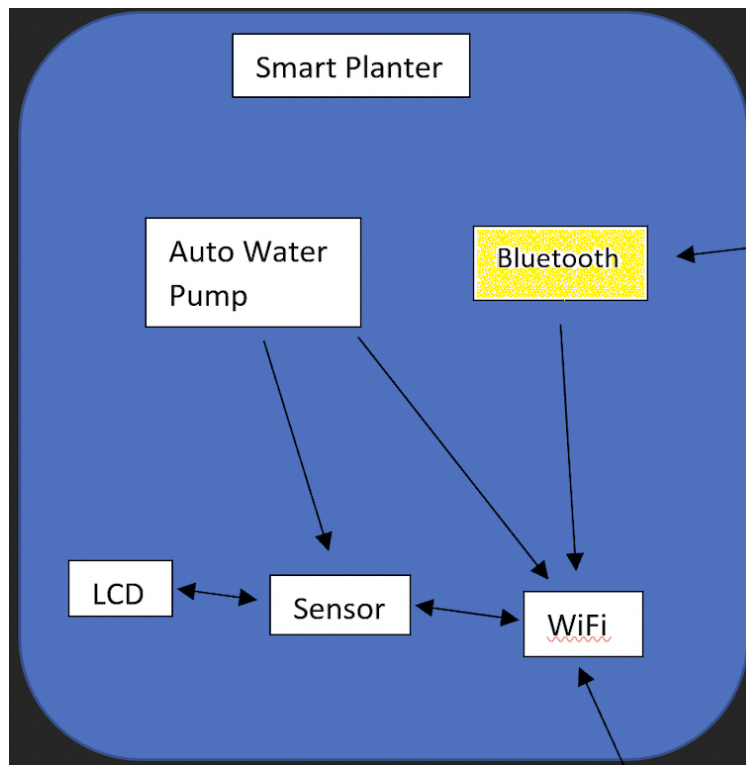 Smart Planter
Auto Water
Pump
Bluetooth
LCD
Sensor
WiFi